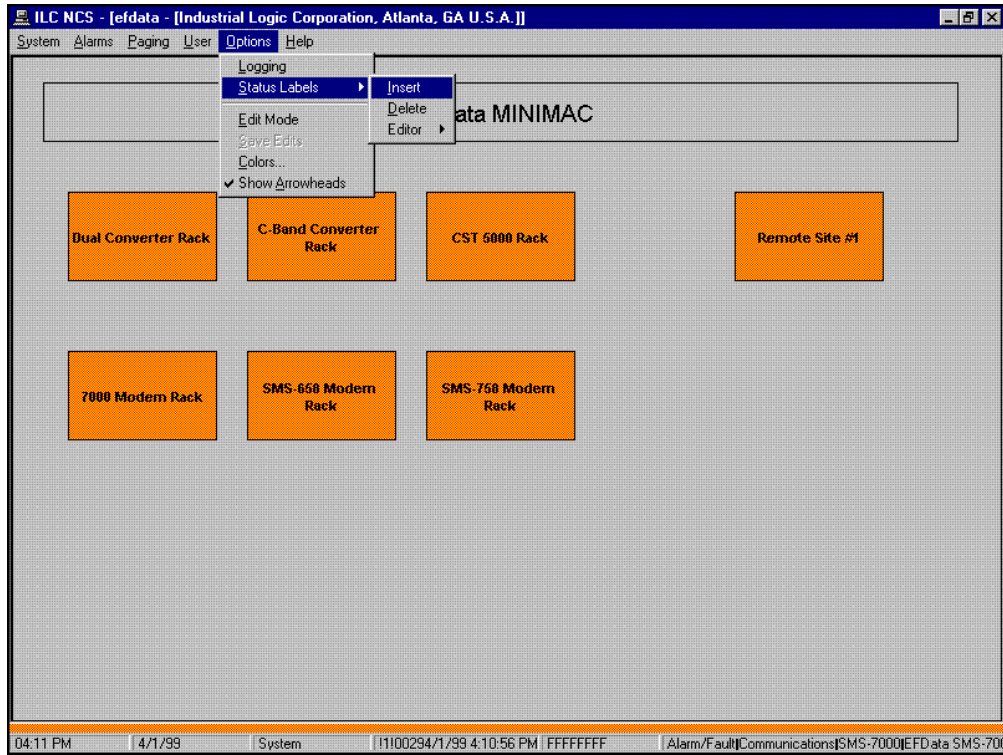 ILC NCS - [efdata - [Industrial Logic Corporation, Atlanta, GA U.S.A.]]
System Alarms Paging User Options Help
Logging
Status Labels
Edit Mode
Save Edits
Colors...
Show Arrowheads
Insert
Delete
Editor
ata MINIMAC
Dual Converter Rack
C-Band Converter
Rack
CST 5000 Rack
Remote Site #1
7000 Modem Rack
SMS-650 Modem
Rack
SMS-750 Modem
Rack
04:11 PM 4/1/99 System !1!00294/1/99 4:10:56 PM FFFFFFFF Alarm/Fault|Communications|SMS-7000|EFData SMS-70